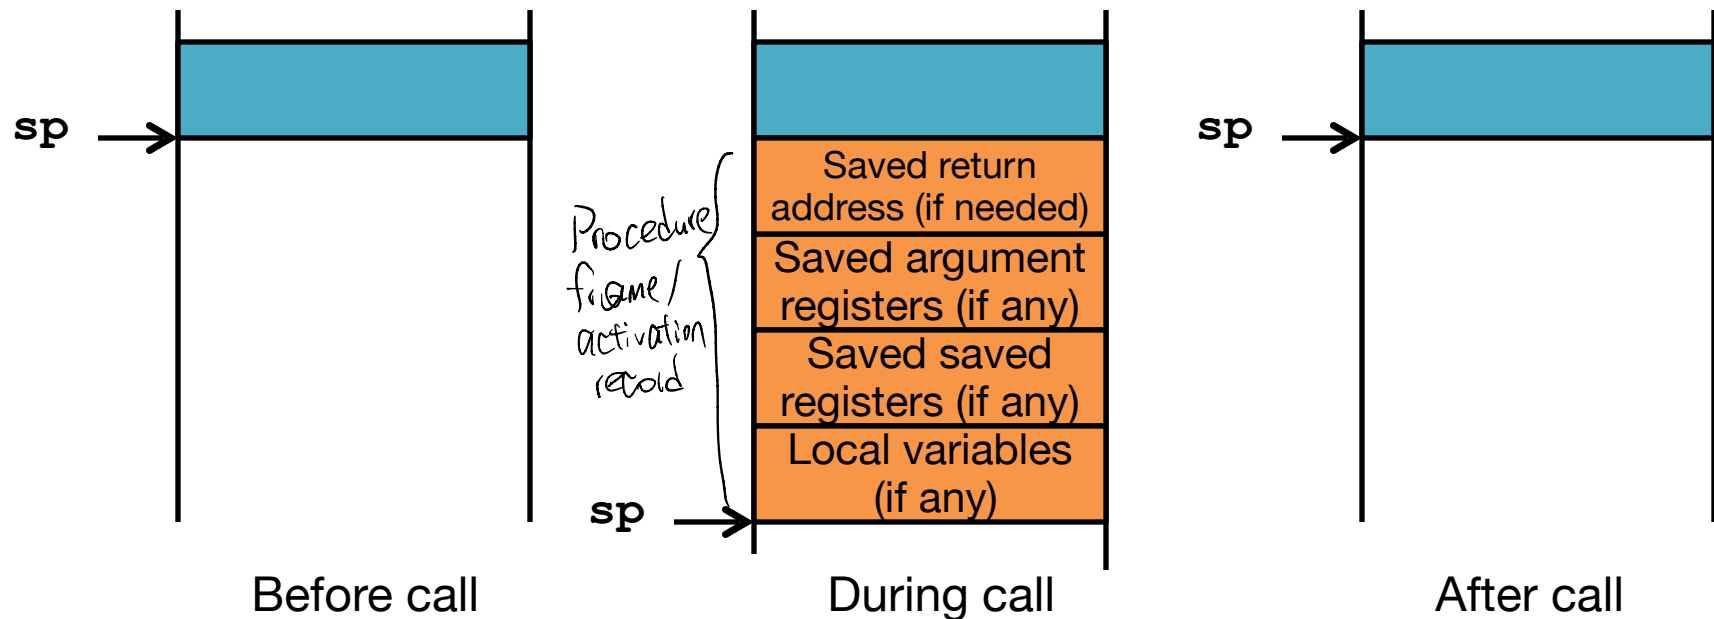 sp
Procedure
frame/
activation
record
Saved return
address (if needed)
Saved argument
registers (if any)
Saved saved
registers (if any)
Local variables
(if any)
sp
sp
Before call
During call
After call